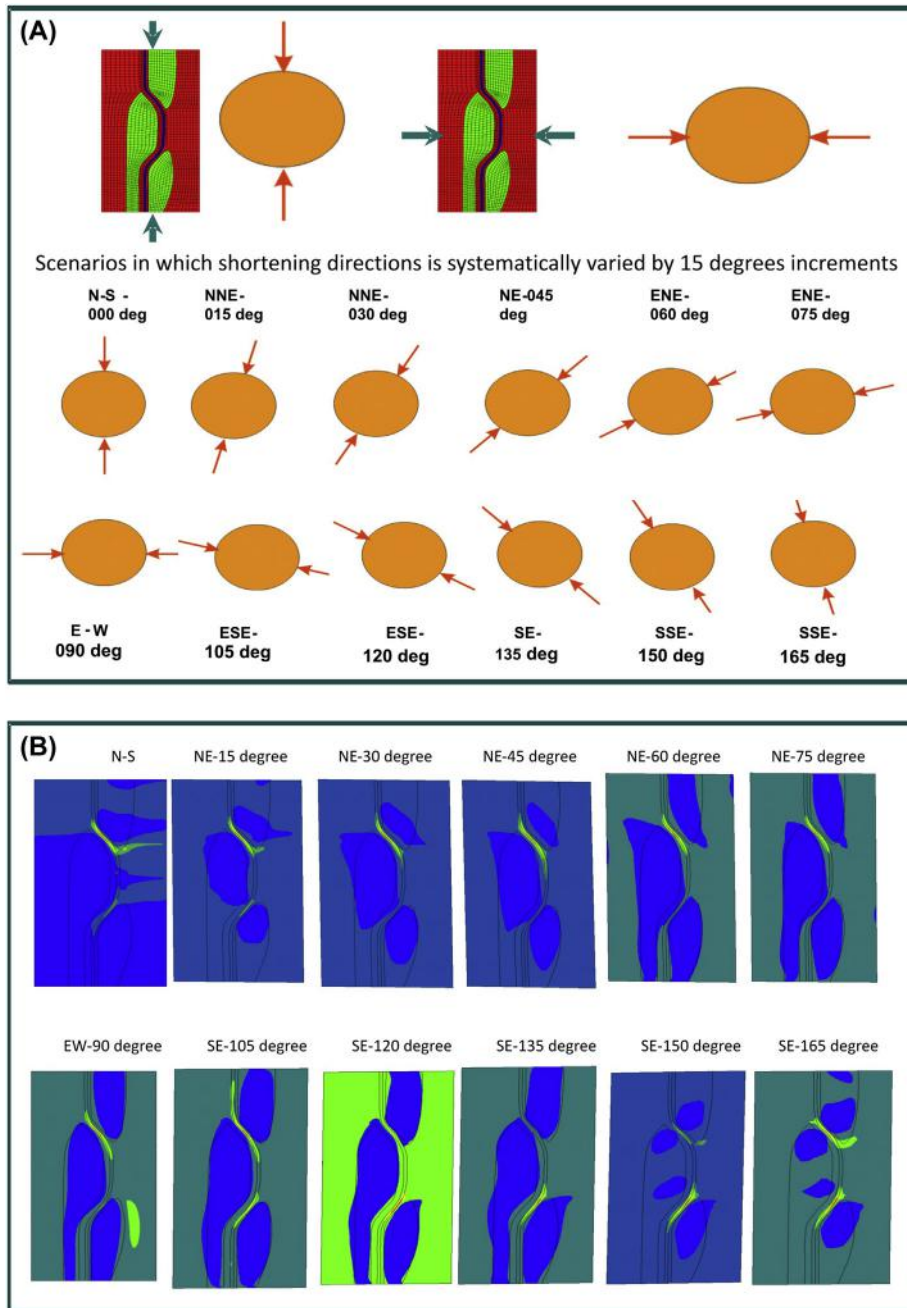 (A)
Scenarios in which shortening directions is systematically varied by 15 degrees increments
N-S -
000 deg
NNE-
015 deg
NNE-
030 deg
NE-045
deg
ENE-
060 deg
ENE-
075 deg
E - W
090 deg
ESE-
105 deg
ESE-
120 deg
SE-
135 deg
SSE-
150 deg
SSE-
165 deg
(B)
N-S
NE-15 degree
NE-30 degree
NE-45 degree
NE-60 degree
NE-75 degree
EW-90 degree
SE-105 degree
SE-120 degree
SE-135 degree
SE-150 degree
SE-165 degree